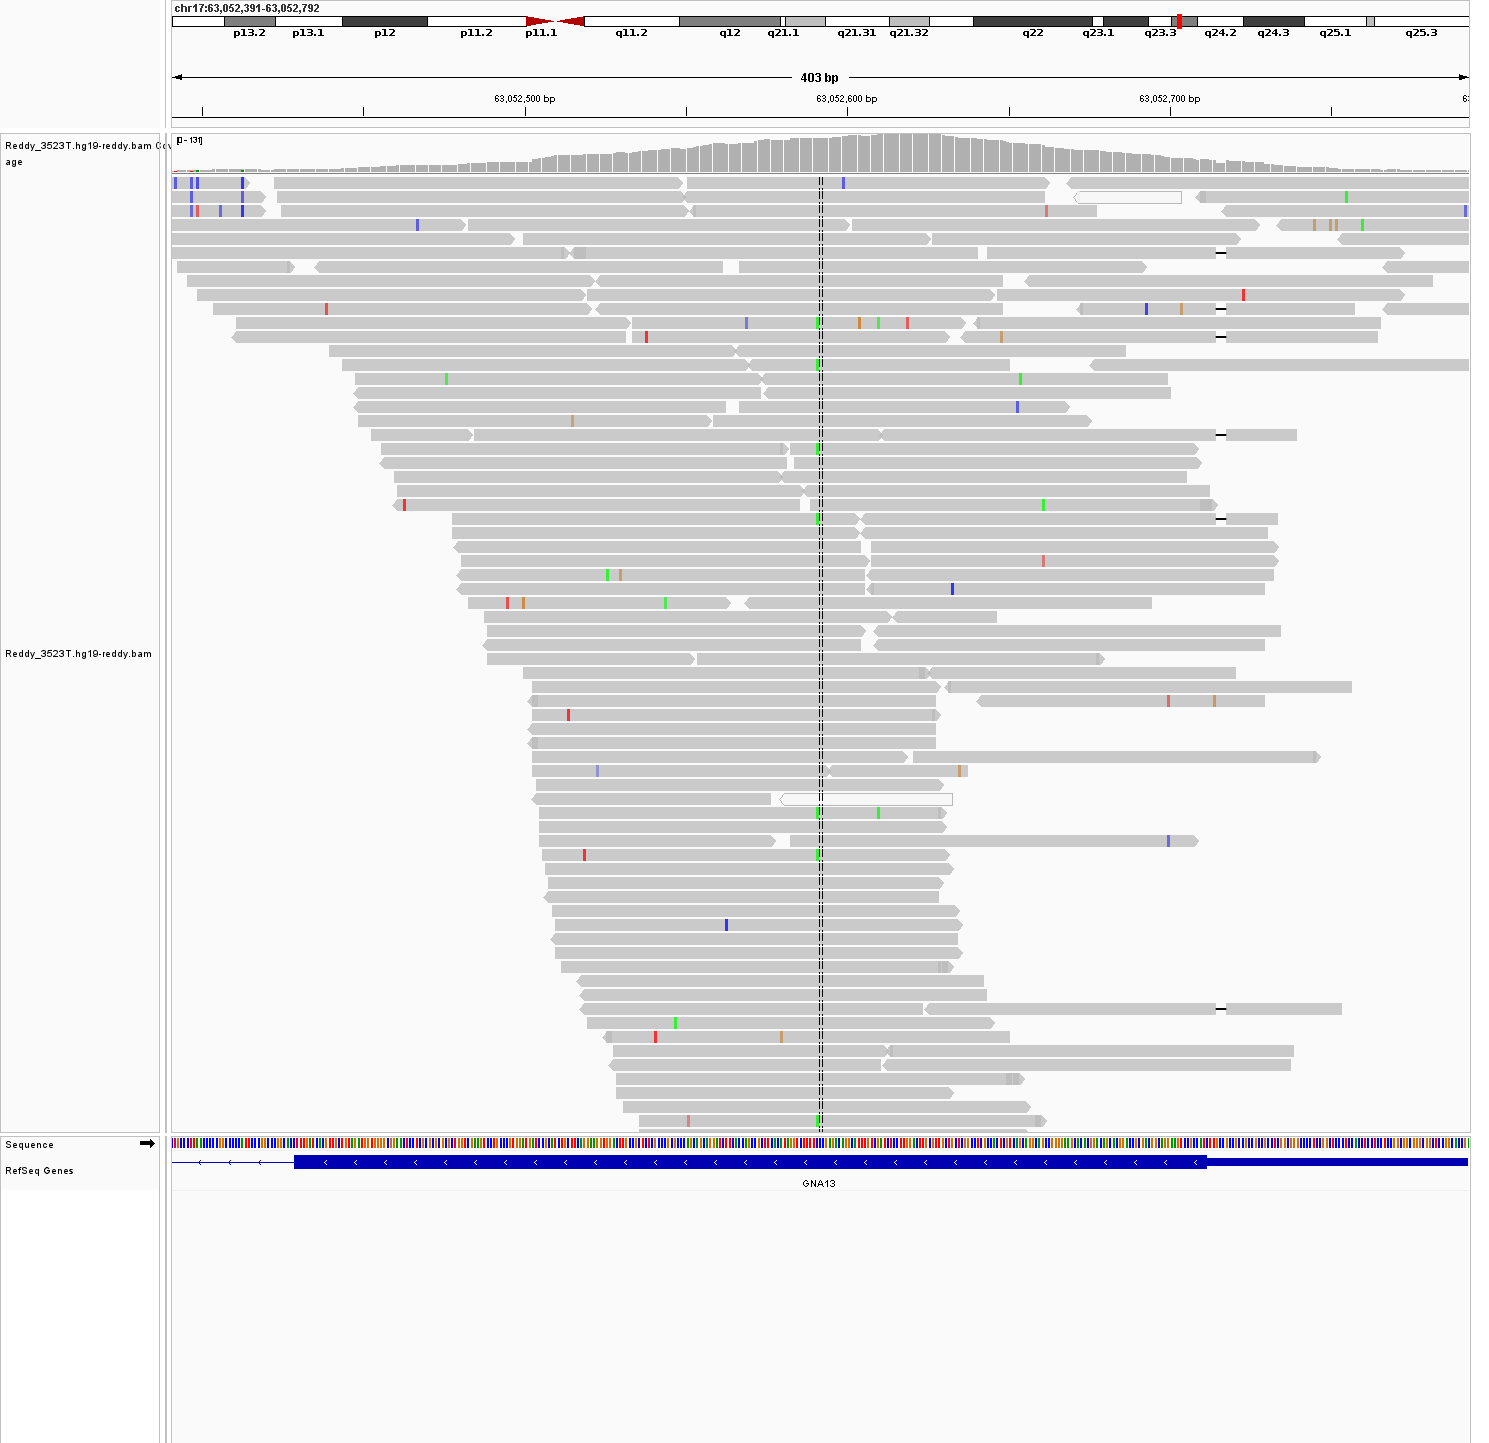 chr17:63,052,391-63,052,792
p13.2 p13.1 p12 p11.2 p11.1 q11.2 q12 q21.1 q21.31 q21.32 q22 q23.1 q23.3 q24.2 q24.3 q25.1 q25.3
403 bp
63,052,500 bp 63,052,600 bp 63,052,700 bp 63
Reddy_3523T.hg19-reddy.bam Cov
age
[0 - 131]
Reddy_3523T.hg19-reddy.bam
Sequence
RefSeq Genes
GNA13